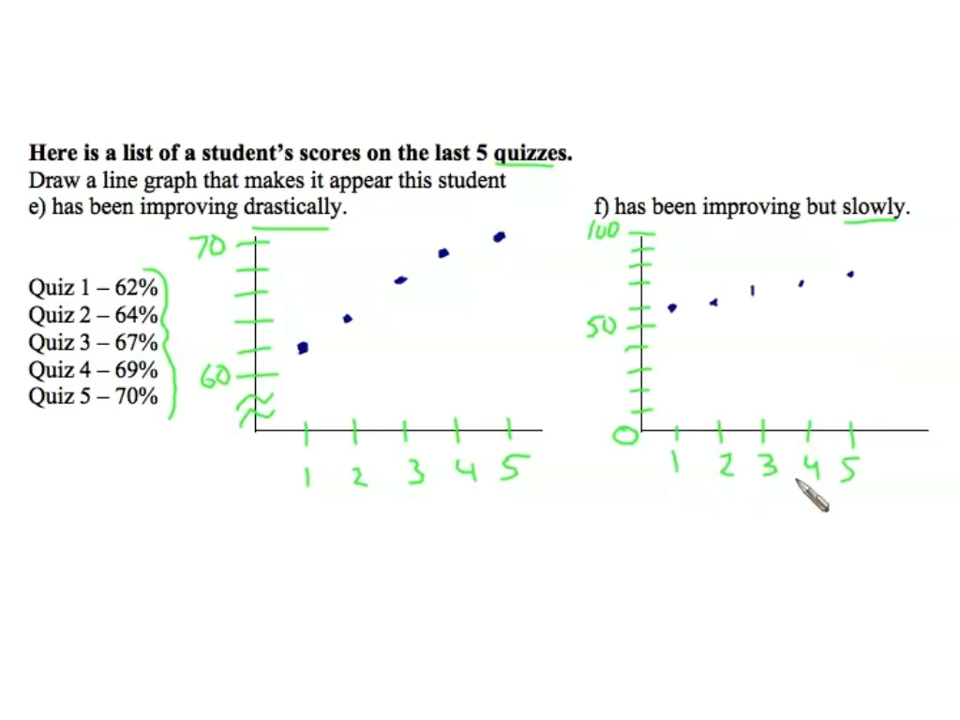 Here is a list of a student's scores on the last 5 quizzes.
Draw a line graph that makes it appear this student
e) has been improving drastically.
f) has been improving but slowly.
Quiz 1 – 62%
Quiz 2 – 64%
Quiz 3 – 67%
Quiz 4 – 69%
Quiz 5 – 70%
70
60
1 2 3 4 5
100
50
0
1 2 3 4 5